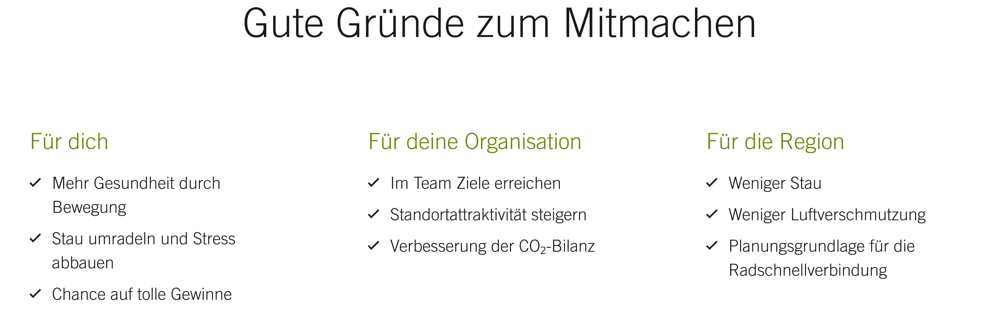 Gute Gründe zum Mitmachen
Für dich
Mehr Gesundheit durch
Bewegung
Stau umradeln und Stress
abbauen
Chance auf tolle Gewinne
Für deine Organisation
Im Team Ziele erreichen
Standortattraktivität steigern
Verbesserung der CO₂-Bilanz
Für die Region
Weniger Stau
Weniger Luftverschmutzung
Planungsgrundlage für die
Radschnellverbindung